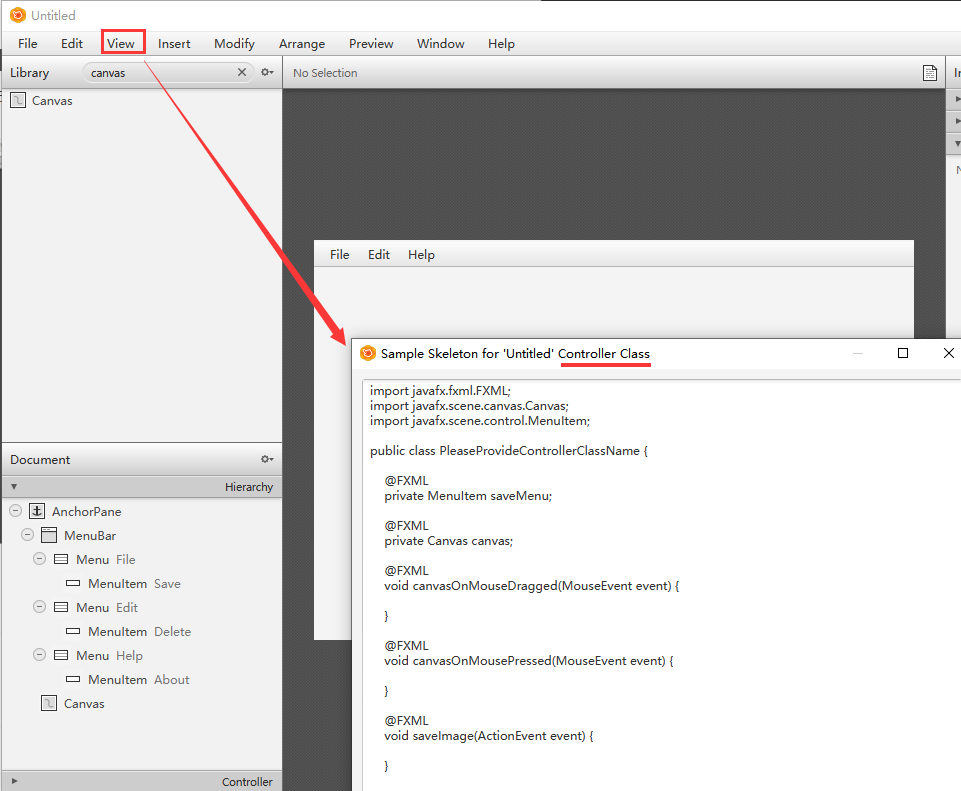 Untitled
File Edit View Insert Modify Arrange Preview Window Help
Library canvas No Selection
Canvas
File Edit Help
Sample Skeleton for 'Untitled' Controller Class
import javafx.fxml.FXML;
import javafx.scene.canvas.Canvas;
import javafx.scene.control.MenuItem;
public class PleaseProvideControllerClassName {
@FXML
private MenuItem saveMenu;
@FXML
private Canvas canvas;
@FXML
void canvasOnMouseDragged(MouseEvent event) {
}
@FXML
void canvasOnMousePressed(MouseEvent event) {
}
@FXML
void saveImage(ActionEvent event) {
}
Document
Hierarchy
AnchorPane
MenuBar
Menu File
MenuItem Save
Menu Edit
MenuItem Delete
Menu Help
MenuItem About
Canvas
Controller